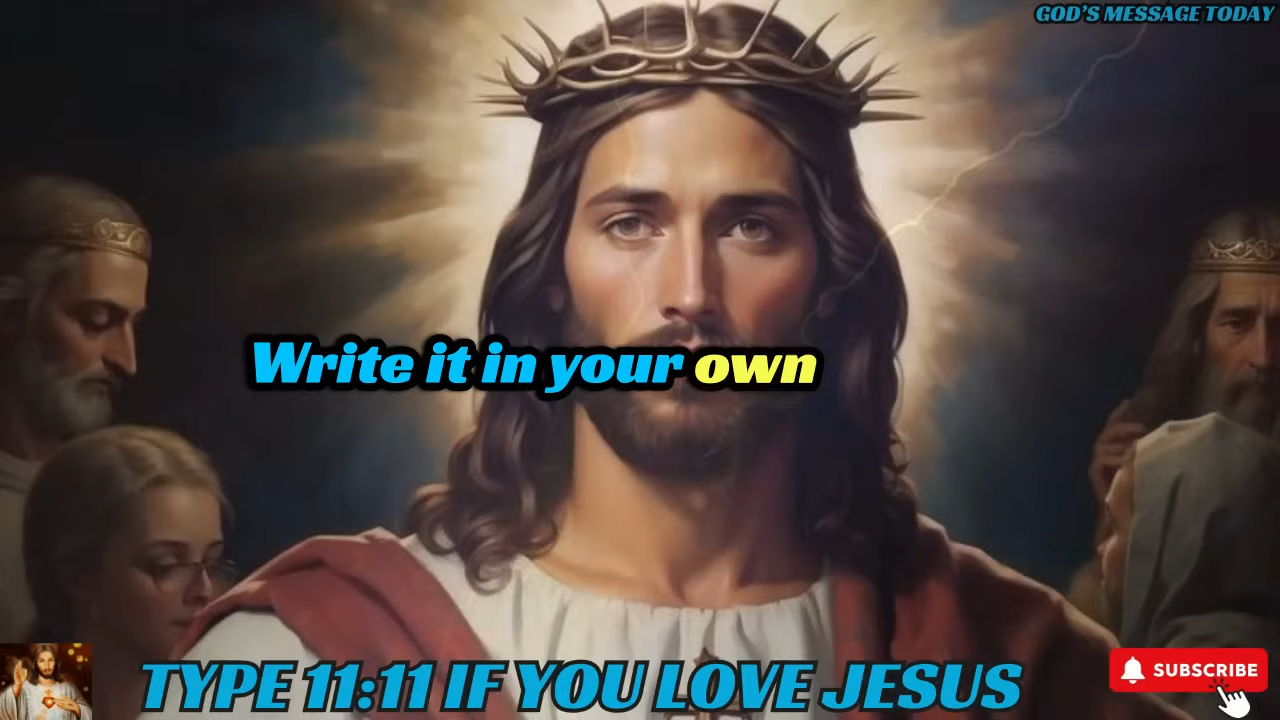 GOD'S MESSAGE TODAY
Write it in your own
TYPE 11:11 IF YOU LOVE JESUS
SUBSCRIBE